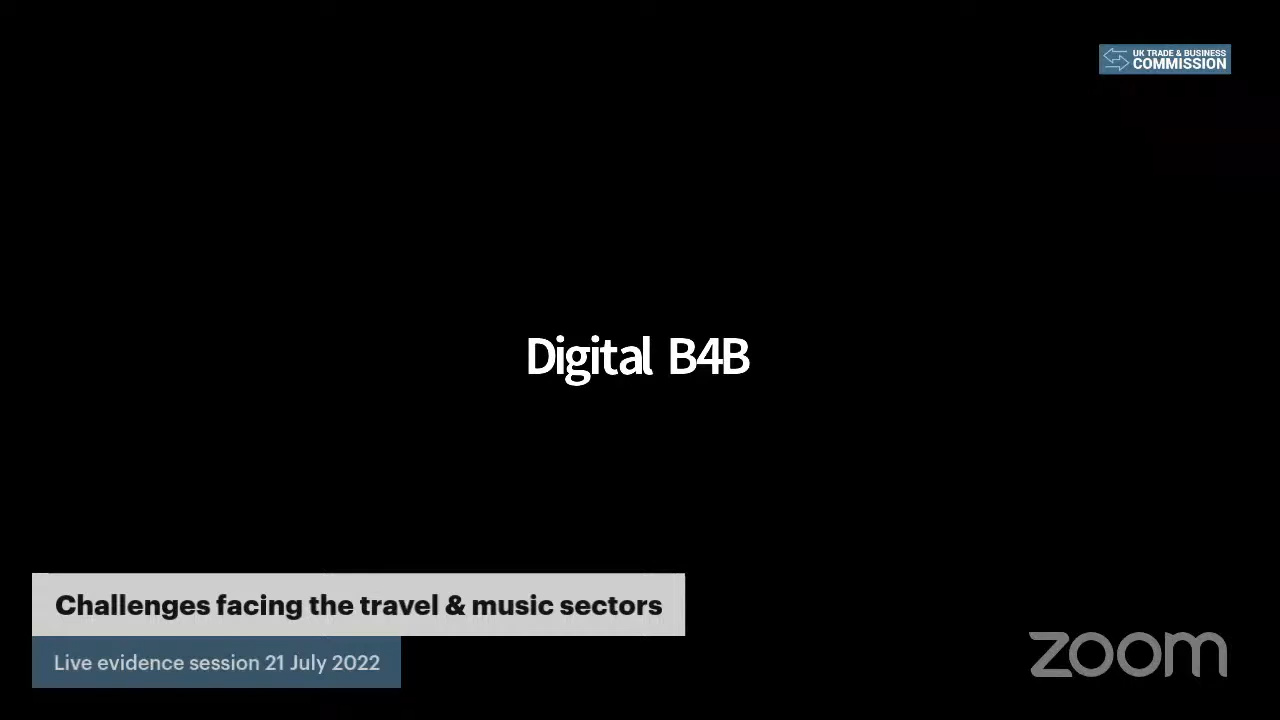 UK TRADE & BUSINESS
COMMISSION
Digital B4B
Challenges facing the travel & music sectors
Live evidence session 21 July 2022
zoom